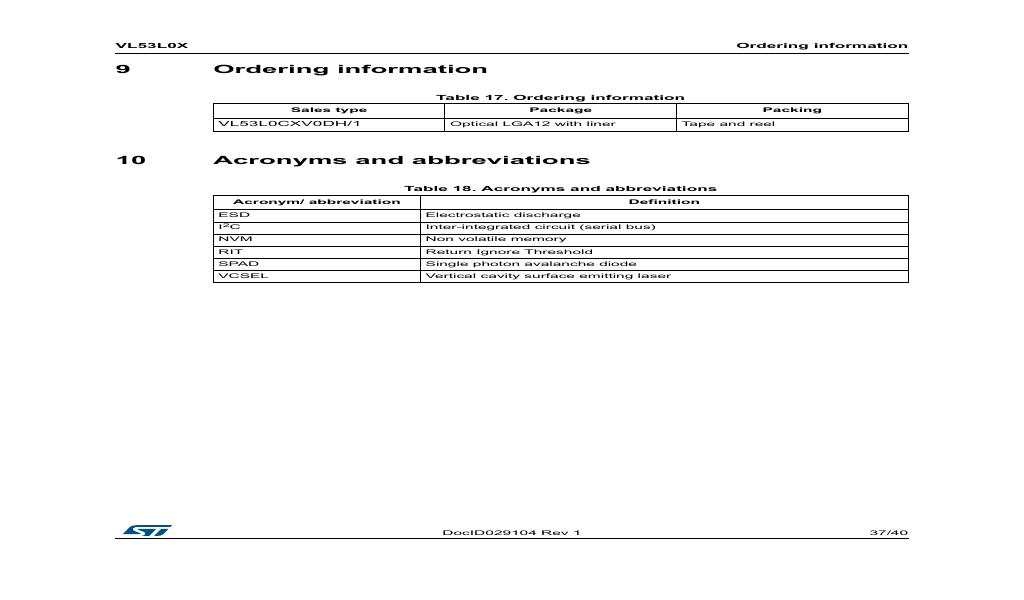 VL53L0X Ordering information
9 Ordering information
Table 17. Ordering information
Sales type Package Packing
VL53L0CXV0DH/1 Optical LGA12 with liner Tape and reel
10 Acronyms and abbreviations
Table 18. Acronyms and abbreviations
Acronym/ abbreviation Definition
ESD Electrostatic discharge
I²C Inter-integrated circuit (serial bus)
NVM Non volatile memory
RIT Return Ignore Threshold
SPAD Single photon avalanche diode
VCSEL Vertical cavity surface emitting laser
ST DocID029104 Rev 1 37/40